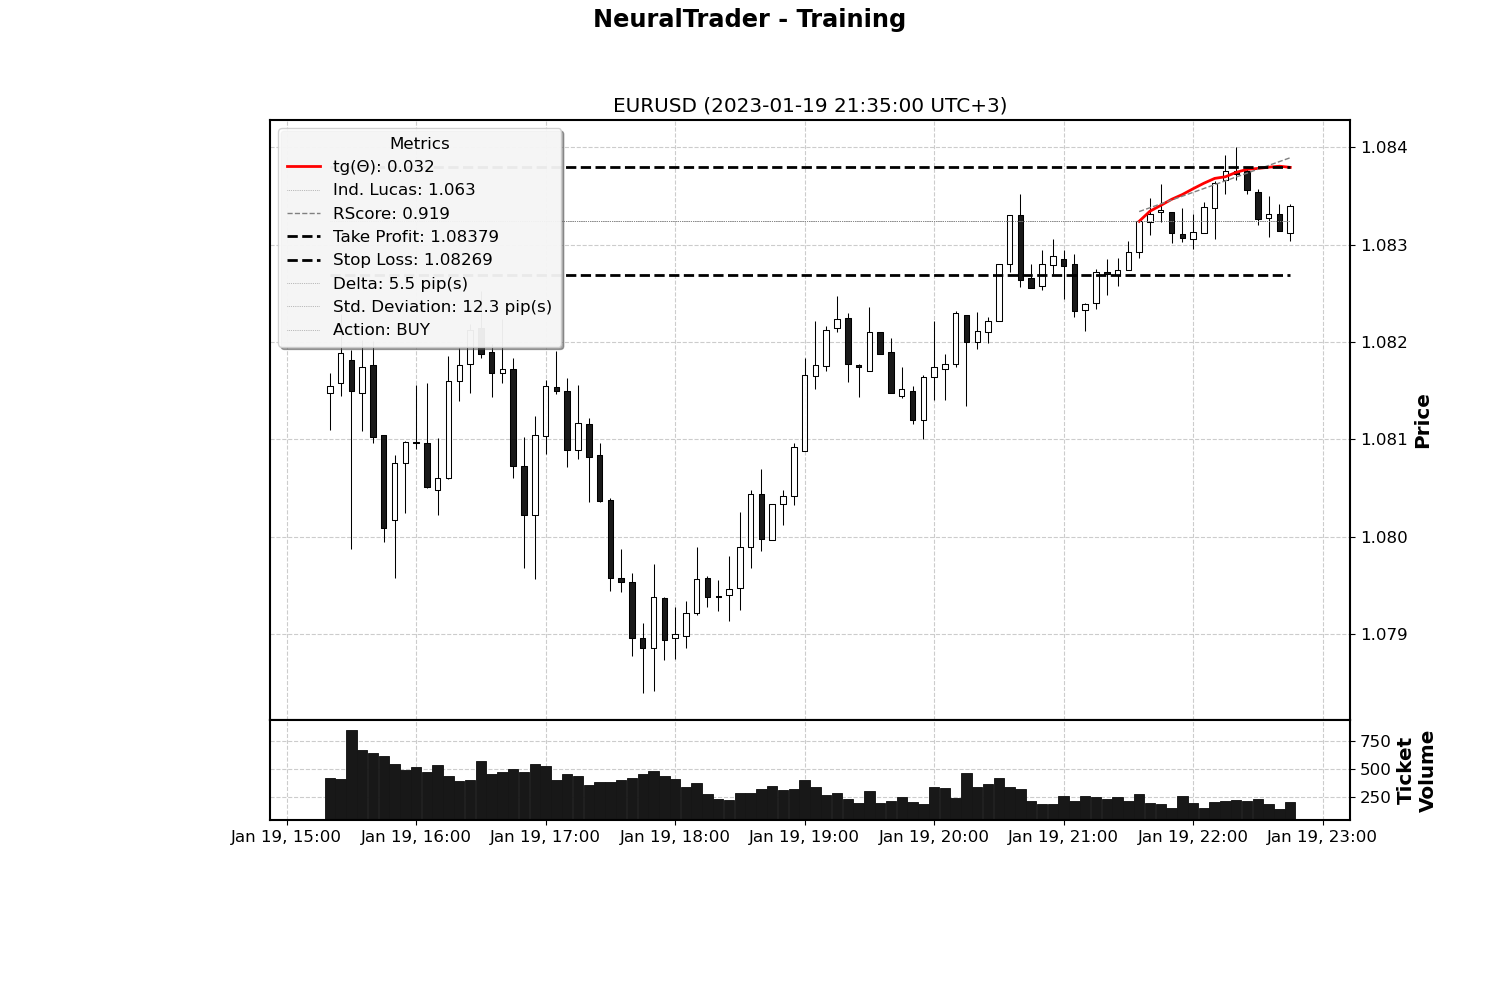 NeuralTrader - Training
EURUSD (2023-01-19 21:35:00 UTC+3)
Metrics
tg(Θ): 0.032
Ind. Lucas: 1.063
RScore: 0.919
Take Profit: 1.08379
Stop Loss: 1.08269
Delta: 5.5 pip(s)
Std. Deviation: 12.3 pip(s)
Action: BUY
1.084
1.083
1.082
1.081
1.080
1.079
Price
750
500
250
Ticket
Volume
Jan 19, 15:00
Jan 19, 16:00
Jan 19, 17:00
Jan 19, 18:00
Jan 19, 19:00
Jan 19, 20:00
Jan 19, 21:00
Jan 19, 22:00
Jan 19, 23:00